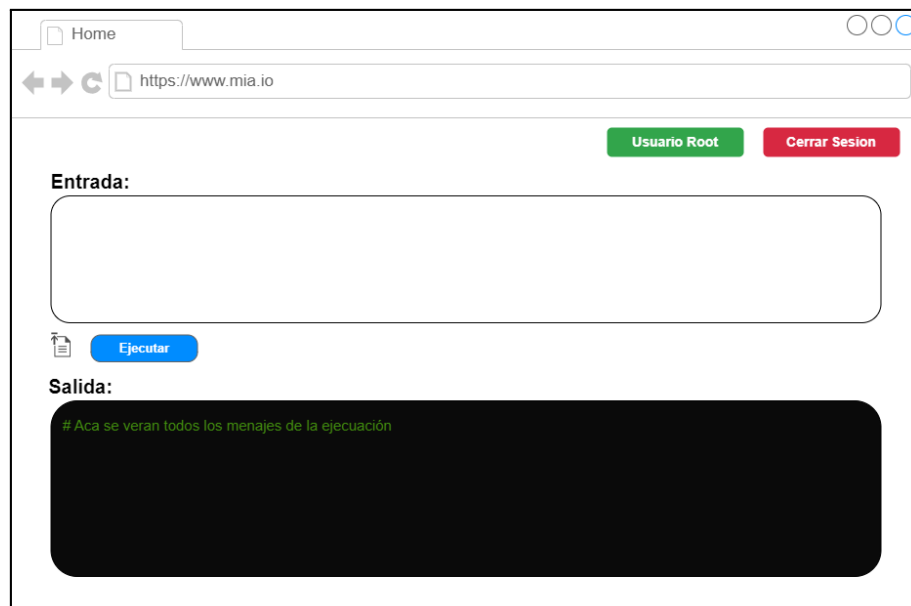 Home
https://www.mia.io
Usuario Root
Cerrar Sesion
Entrada:
Ejecutar
Salida:
# Aca se veran todos los menajes de la ejecuación